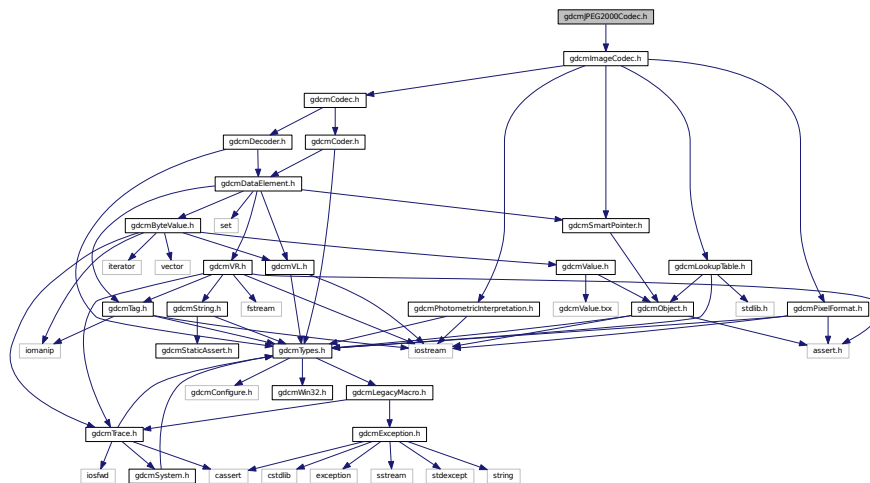 gdcmJPEG2000Codec.h
gdcmImageCodec.h
gdcmCodec.h
gdcmDecoder.h
gdcmCoder.h
gdcmDataElement.h
gdcmByteValue.h
set
gdcmSmartPointer.h
iterator
vector
gdcmVR.h
gdcmVL.h
gdcmValue.h
gdcmLookupTable.h
gdcmTag.h
gdcmString.h
fstream
gdcmPhotometricInterpretation.h
gdcmValue.txx
gdcmObject.h
stdlib.h
gdcmPixelFormat.h
iomanip
gdcmStaticAssert.h
gdcmTypes.h
iostream
assert.h
gdcmConfigure.h
gdcmWin32.h
gdcmLegacyMacro.h
gdcmTrace.h
gdcmException.h
iosfwd
gdcmSystem.h
cassert
cstdlib
exception
sstream
stdexcept
string